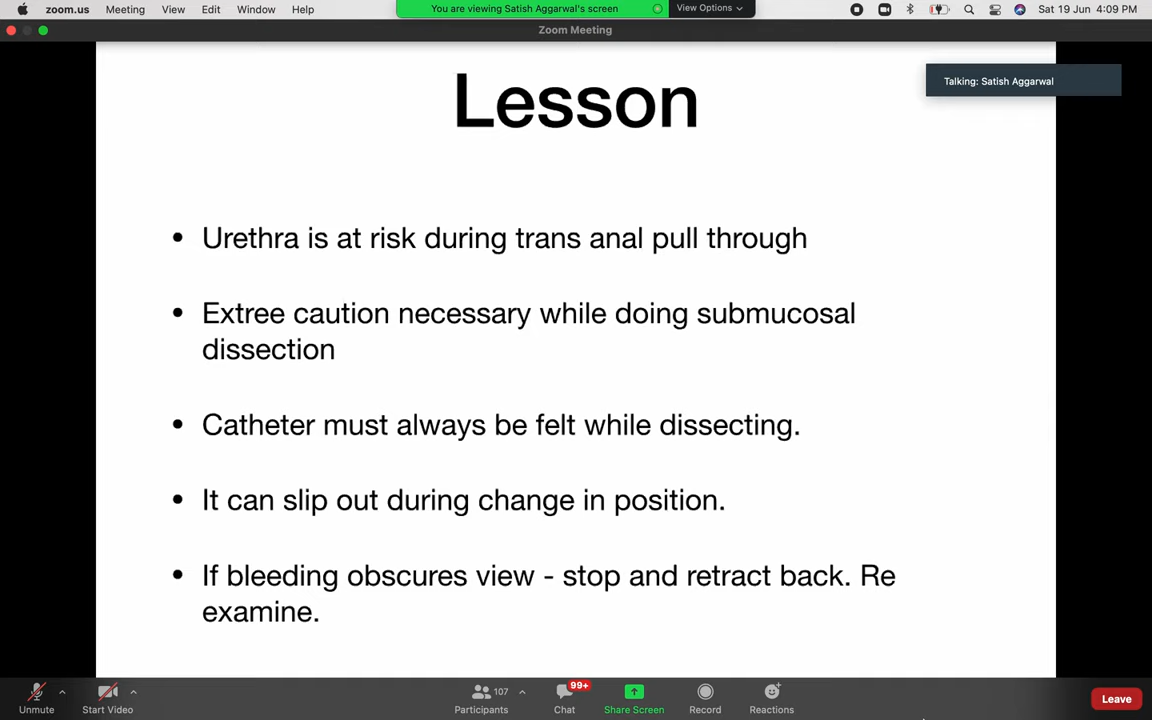 zoom.us Meeting View Edit Window Help
You are viewing Satish Aggarwal's screen
View Options
Sat 19 Jun 4:09 PM
Zoom Meeting
Talking: Satish Aggarwal
Lesson
• Urethra is at risk during trans anal pull through
• Extree caution necessary while doing submucosal
dissection
• Catheter must always be felt while dissecting.
• It can slip out during change in position.
• If bleeding obscures view - stop and retract back. Re
examine.
Unmute
Start Video
107
Participants
99+
Chat
Share Screen
Record
Reactions
Leave